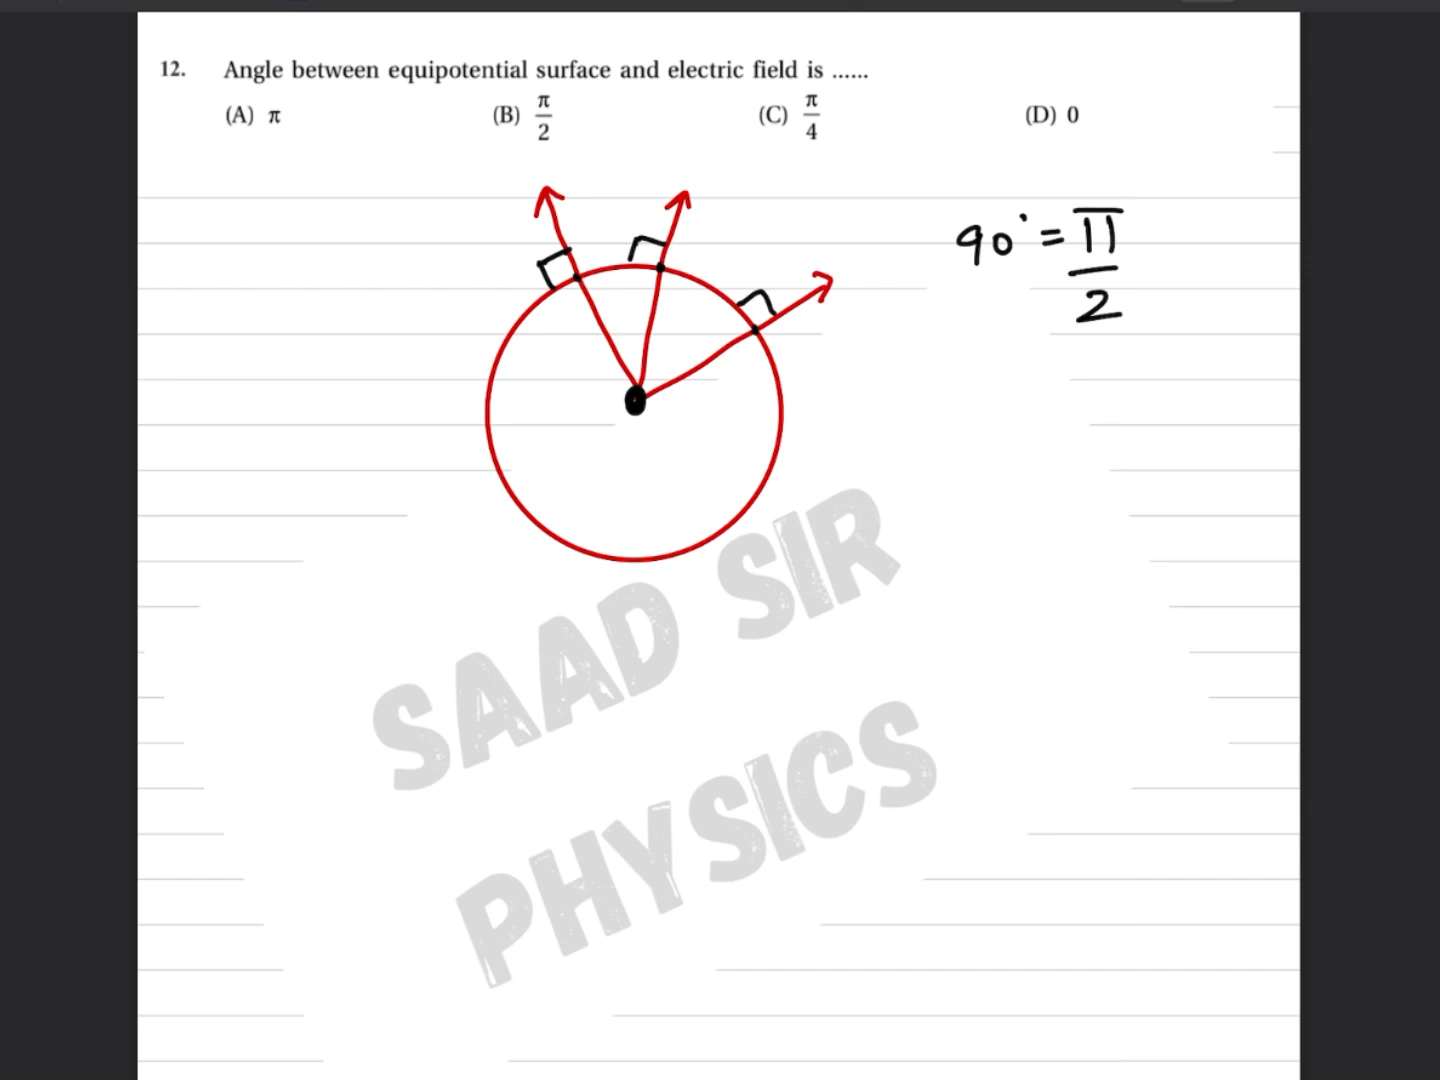 12. Angle between equipotential surface and electric field is ......
(A) π (B) π/2 (C) π/4 (D) 0
90° = π/2
SAAD SIR
PHYSICS